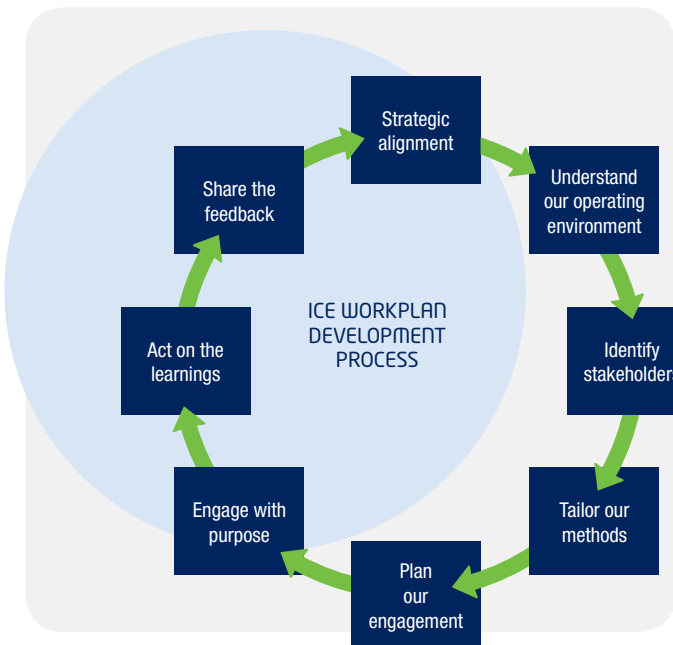 Strategic
alignment
Understand
our operating
environment
Identify
stakeholders
Tailor our
methods
Plan
our
engagement
Engage with
purpose
Act on the
learnings
Share the
feedback
ICE WORKPLAN
DEVELOPMENT
PROCESS